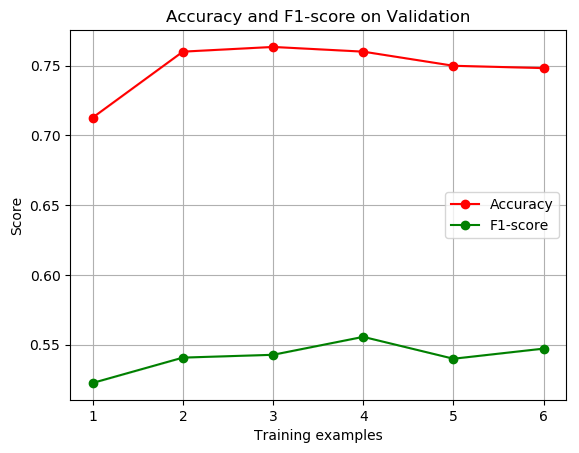 Accuracy and F1-score on Validation
0.75
0.70
0.65
0.60
0.55
Score
Accuracy
F1-score
1 2 3 4 5 6
Training examples